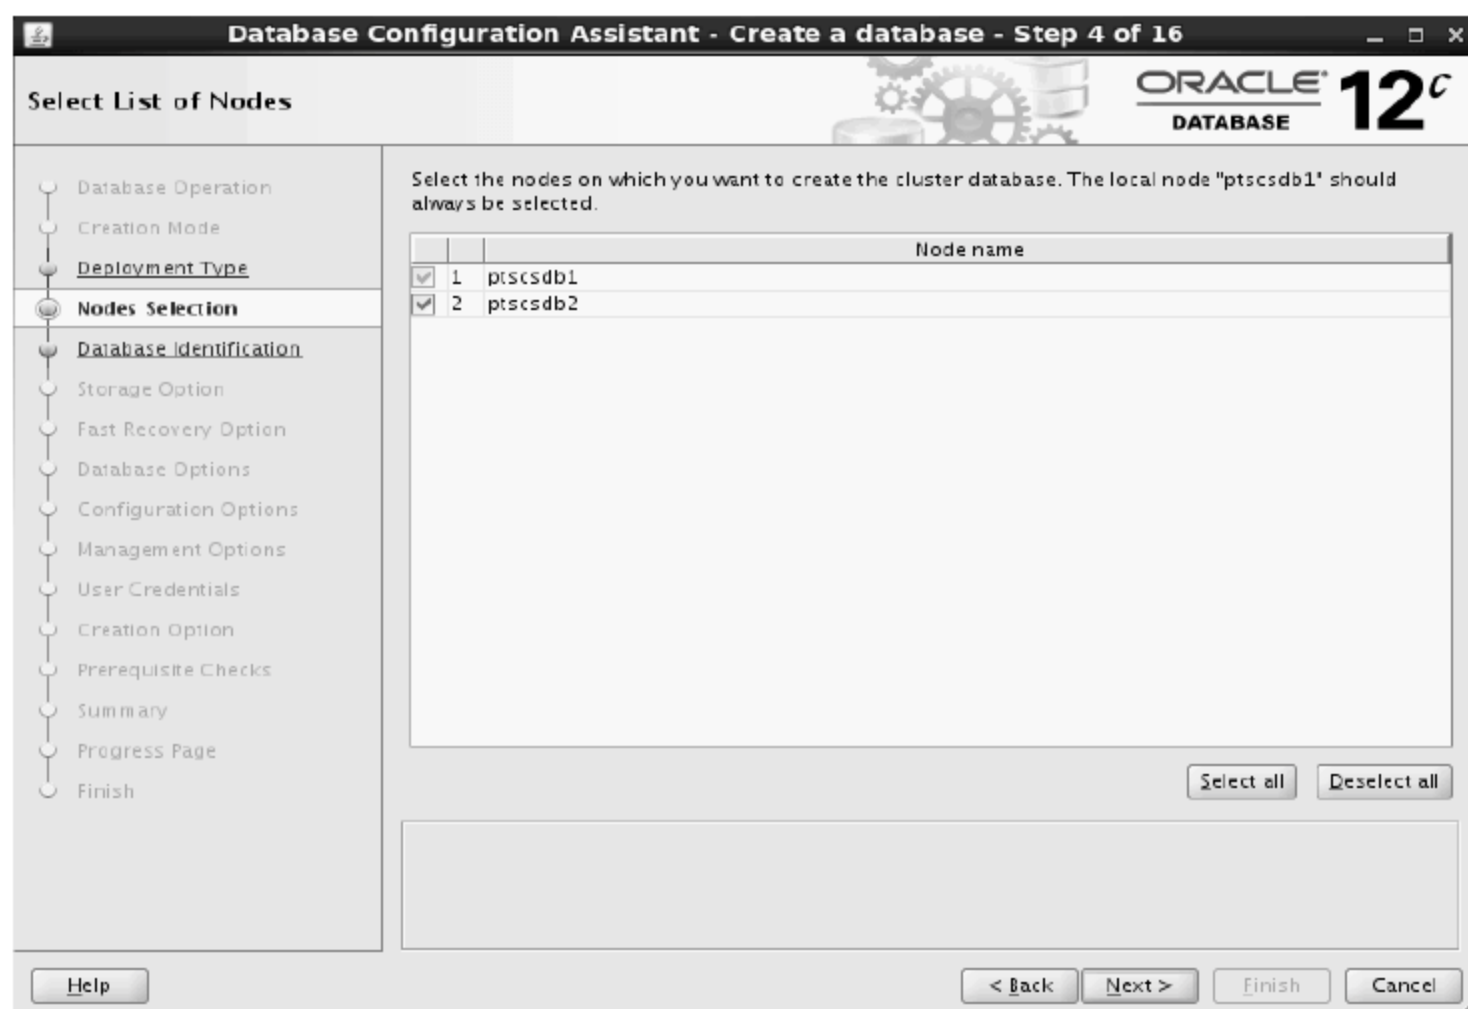 Database Configuration Assistant - Create a database - Step 4 of 16
Select List of Nodes
ORACLE
DATABASE
12c
Database Operation
Creation Mode
Deployment Type
Nodes Selection
Database Identification
Storage Option
Fast Recovery Option
Database Options
Configuration Options
Management Options
User Credentials
Creation Option
Prerequisite Checks
Summary
Progress Page
Finish
Select the nodes on which you want to create the cluster database. The local node "ptscsdb1" should
always be selected.
Node name
1 ptscsdb1
2 ptscsdb2
Select all
Deselect all
Help
< Back
Next >
Finish
Cancel